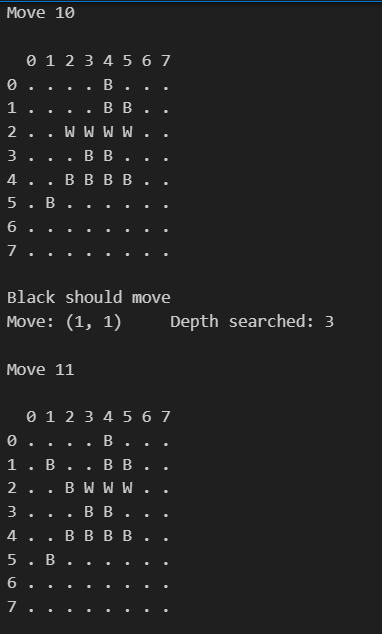 Move 10
0 1 2 3 4 5 6 7
0 . . . . B . . .
1 . . . . B B . .
2 . . W W W W . .
3 . . . B B . . .
4 . . B B B B . .
5 . B . . . . . .
6 . . . . . . . .
7 . . . . . . . .
Black should move
Move: (1, 1)     Depth searched: 3
Move 11
0 1 2 3 4 5 6 7
0 . . . . B . . .
1 . B . . B B . .
2 . . B W W W . .
3 . . . B B . . .
4 . . B B B B . .
5 . B . . . . . .
6 . . . . . . . .
7 . . . . . . . .